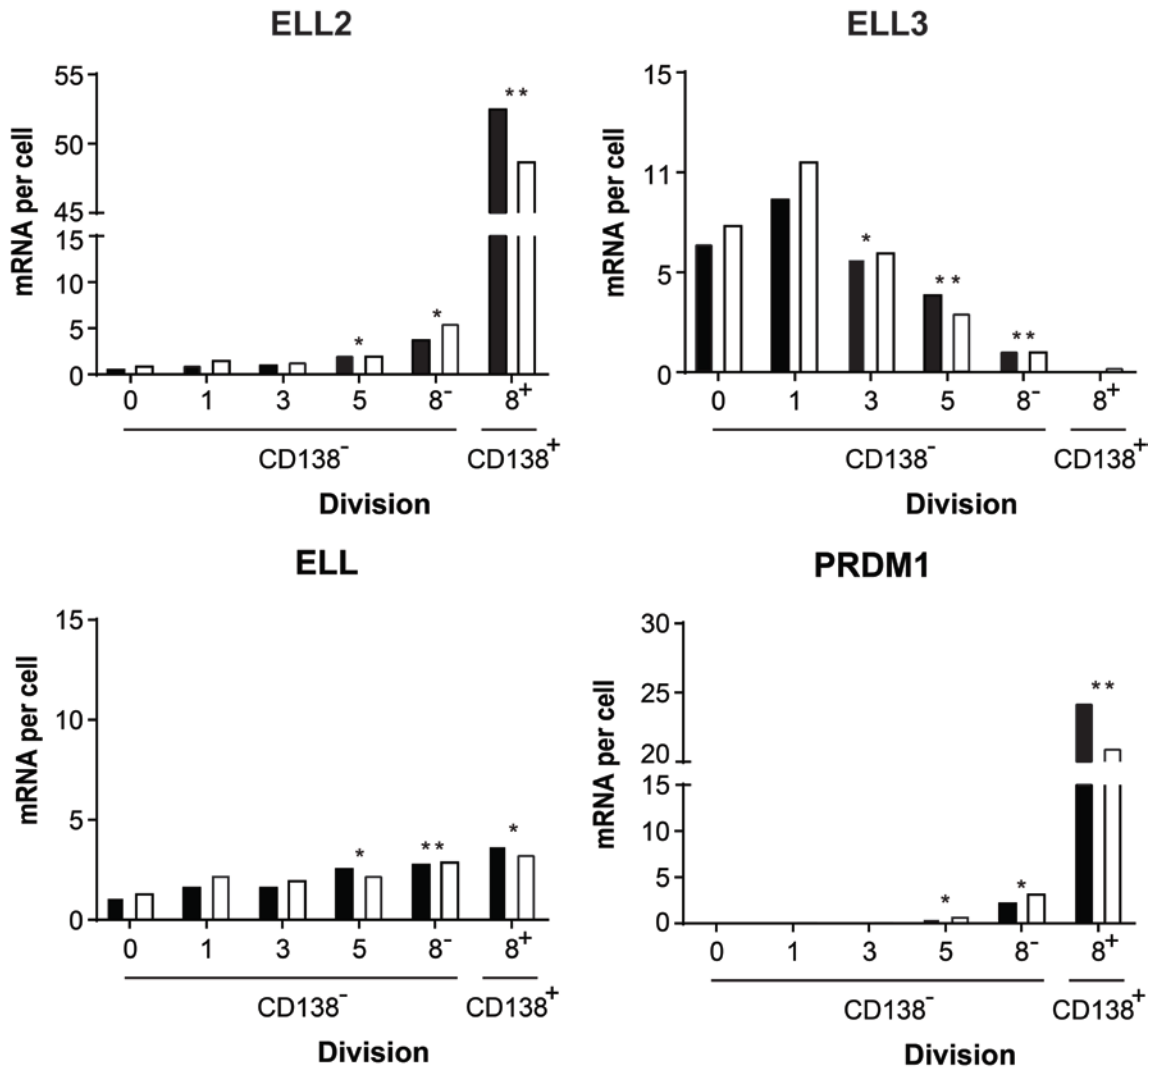 ELL2
mRNA per cell
55
50
45
15
10
5
0
**
*
*
0 1 3 5 8- 8+
CD138- CD138+
Division
ELL3
mRNA per cell
15
11
5
0
*
**
**
0 1 3 5 8- 8+
CD138- CD138+
Division
ELL
mRNA per cell
15
10
5
0
* ** *
0 1 3 5 8- 8+
CD138- CD138+
Division
PRDM1
mRNA per cell
30
25
20
15
10
5
0
**
*
*
0 1 3 5 8- 8+
CD138- CD138+
Division